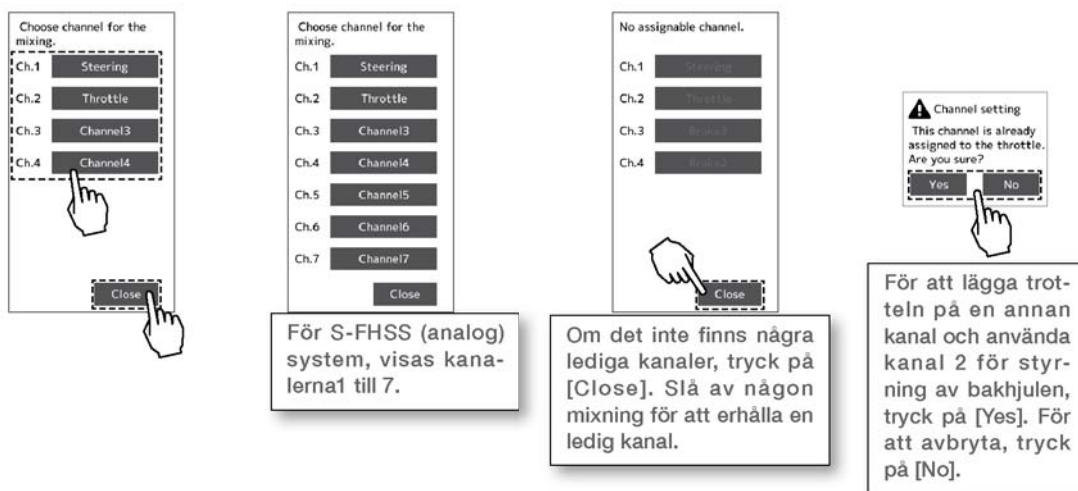 Choose channel for the
mixing.
Ch.1 Steering
Ch.2 Throttle
Ch.3 Channel3
Ch.4 Channel4
Close
Choose channel for the
mixing.
Ch.1 Steering
Ch.2 Throttle
Ch.3 Channel3
Ch.4 Channel4
Ch.5 Channel5
Ch.6 Channel6
Ch.7 Channel7
Close
För S-FHSS (analog)
system, visas kana-
lerna1 till 7.
No assignable channel.
Ch.1 Steering
Ch.2 Throttle
Ch.3 Brake3
Ch.4 Brake2
Close
Om det inte finns några
lediga kanaler, tryck på
[Close]. Slå av någon
mixning för att erhålla en
ledig kanal.
Channel setting
This channel is already
assigned to the throttle.
Are you sure?
Yes No
För att lägga trot-
teln på en annan
kanal och använda
kanal 2 för styr-
ning av bakhjulen,
tryck på [Yes]. För
att avbryta, tryck
på [No].